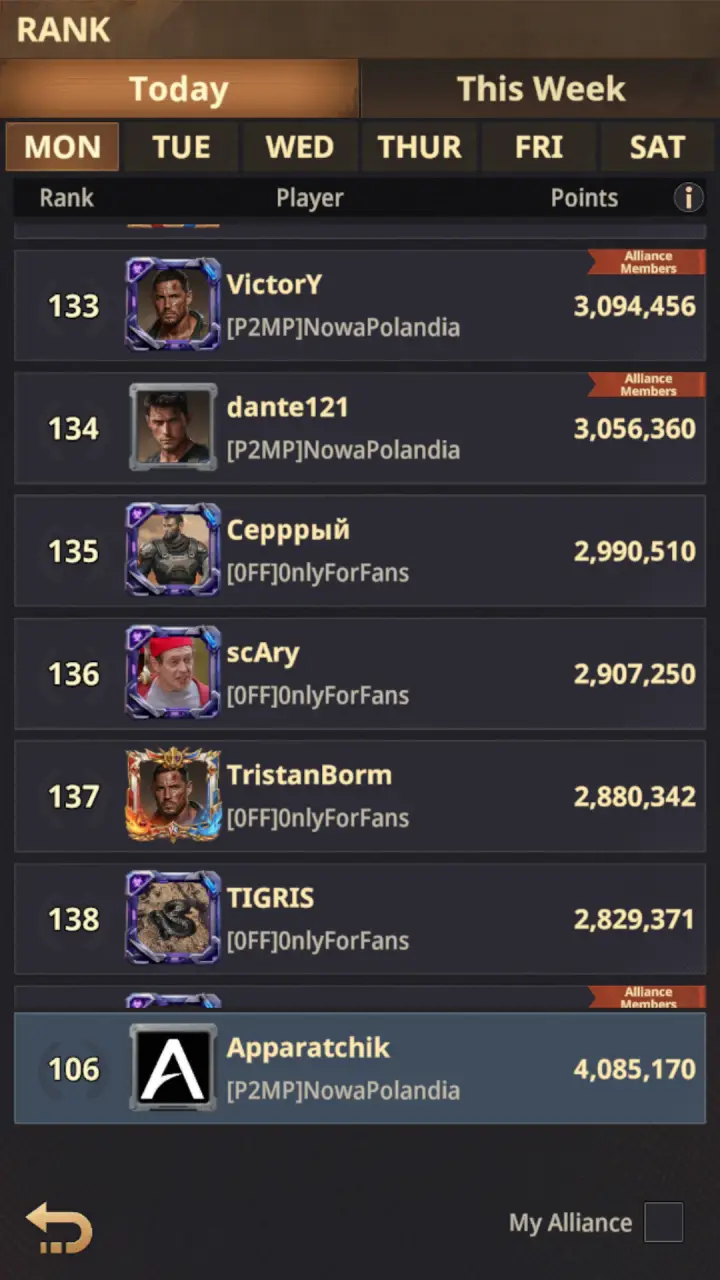 RANK
Today
This Week
MON
TUE
WED
THUR
FRI
SAT
Rank
Player
Points
i
Alliance
Members
133
VictorY
[P2MP]NowaPolandia
3,094,456
Alliance
Members
134
dante121
[P2MP]NowaPolandia
3,056,360
135
Серррый
[0FF]0nlyForFans
2,990,510
136
scAry
[0FF]0nlyForFans
2,907,250
137
TristanBorm
[0FF]0nlyForFans
2,880,342
138
TIGRIS
[0FF]0nlyForFans
2,829,371
Alliance
Members
106
A
Apparatchik
[P2MP]NowaPolandia
4,085,170
My Alliance